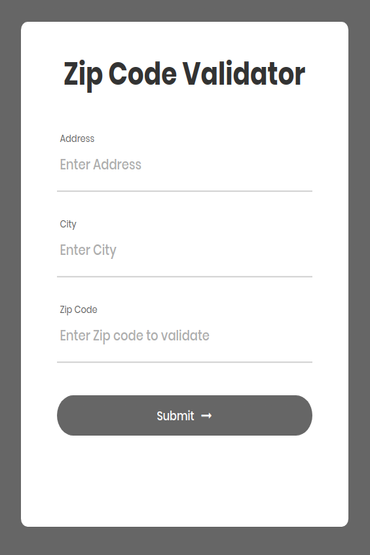 Zip Code Validator
Address
Enter Address
City
Enter City
Zip Code
Enter Zip code to validate
Submit →